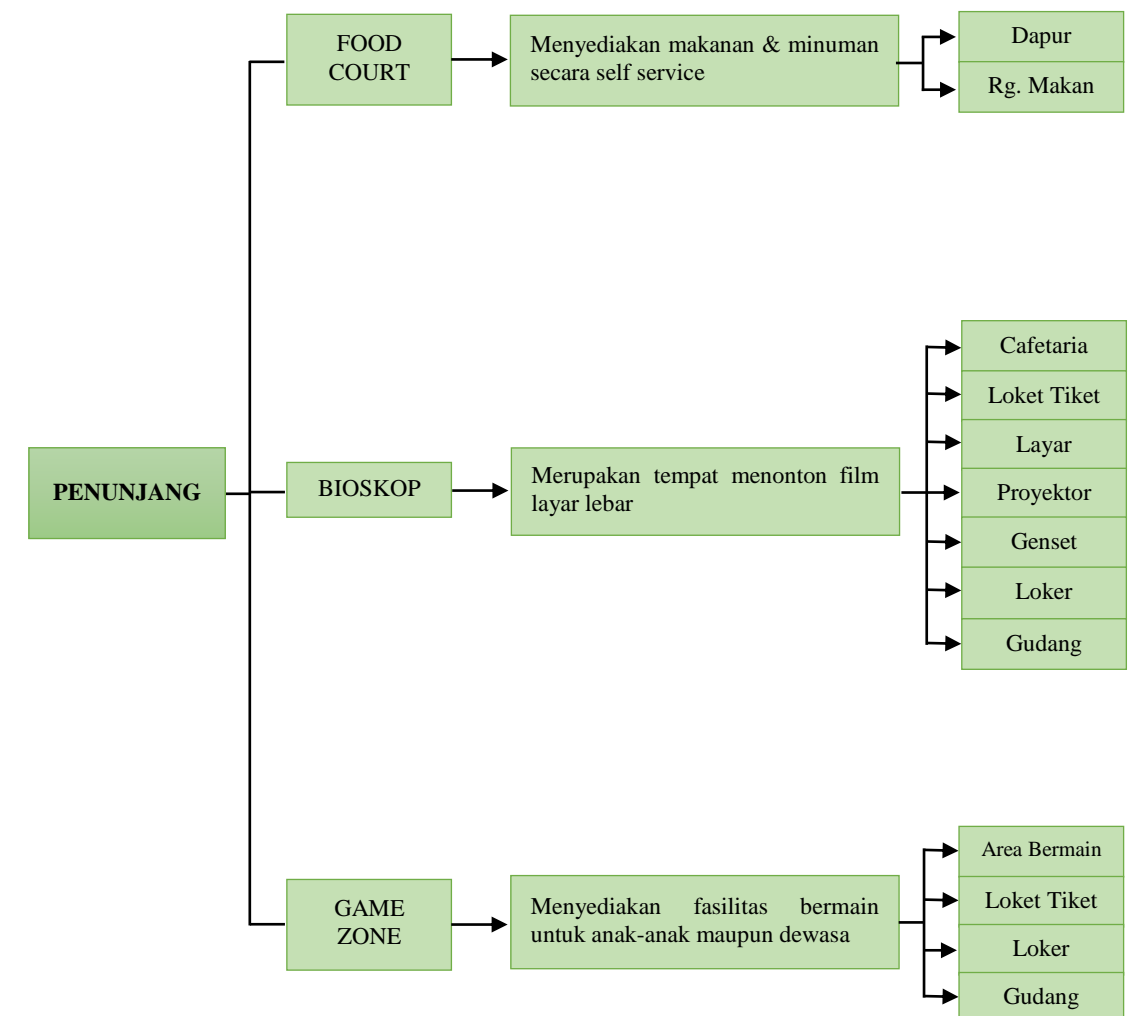 FOOD
COURT
Menyediakan makanan & minuman
secara self service
Dapur
Rg. Makan
PENUNJANG
BIOSKOP
Merupakan tempat menonton film
layar lebar
Cafetaria
Loket Tiket
Layar
Proyektor
Genset
Loker
Gudang
GAME
ZONE
Menyediakan fasilitas bermain
untuk anak-anak maupun dewasa
Area Bermain
Loket Tiket
Loker
Gudang